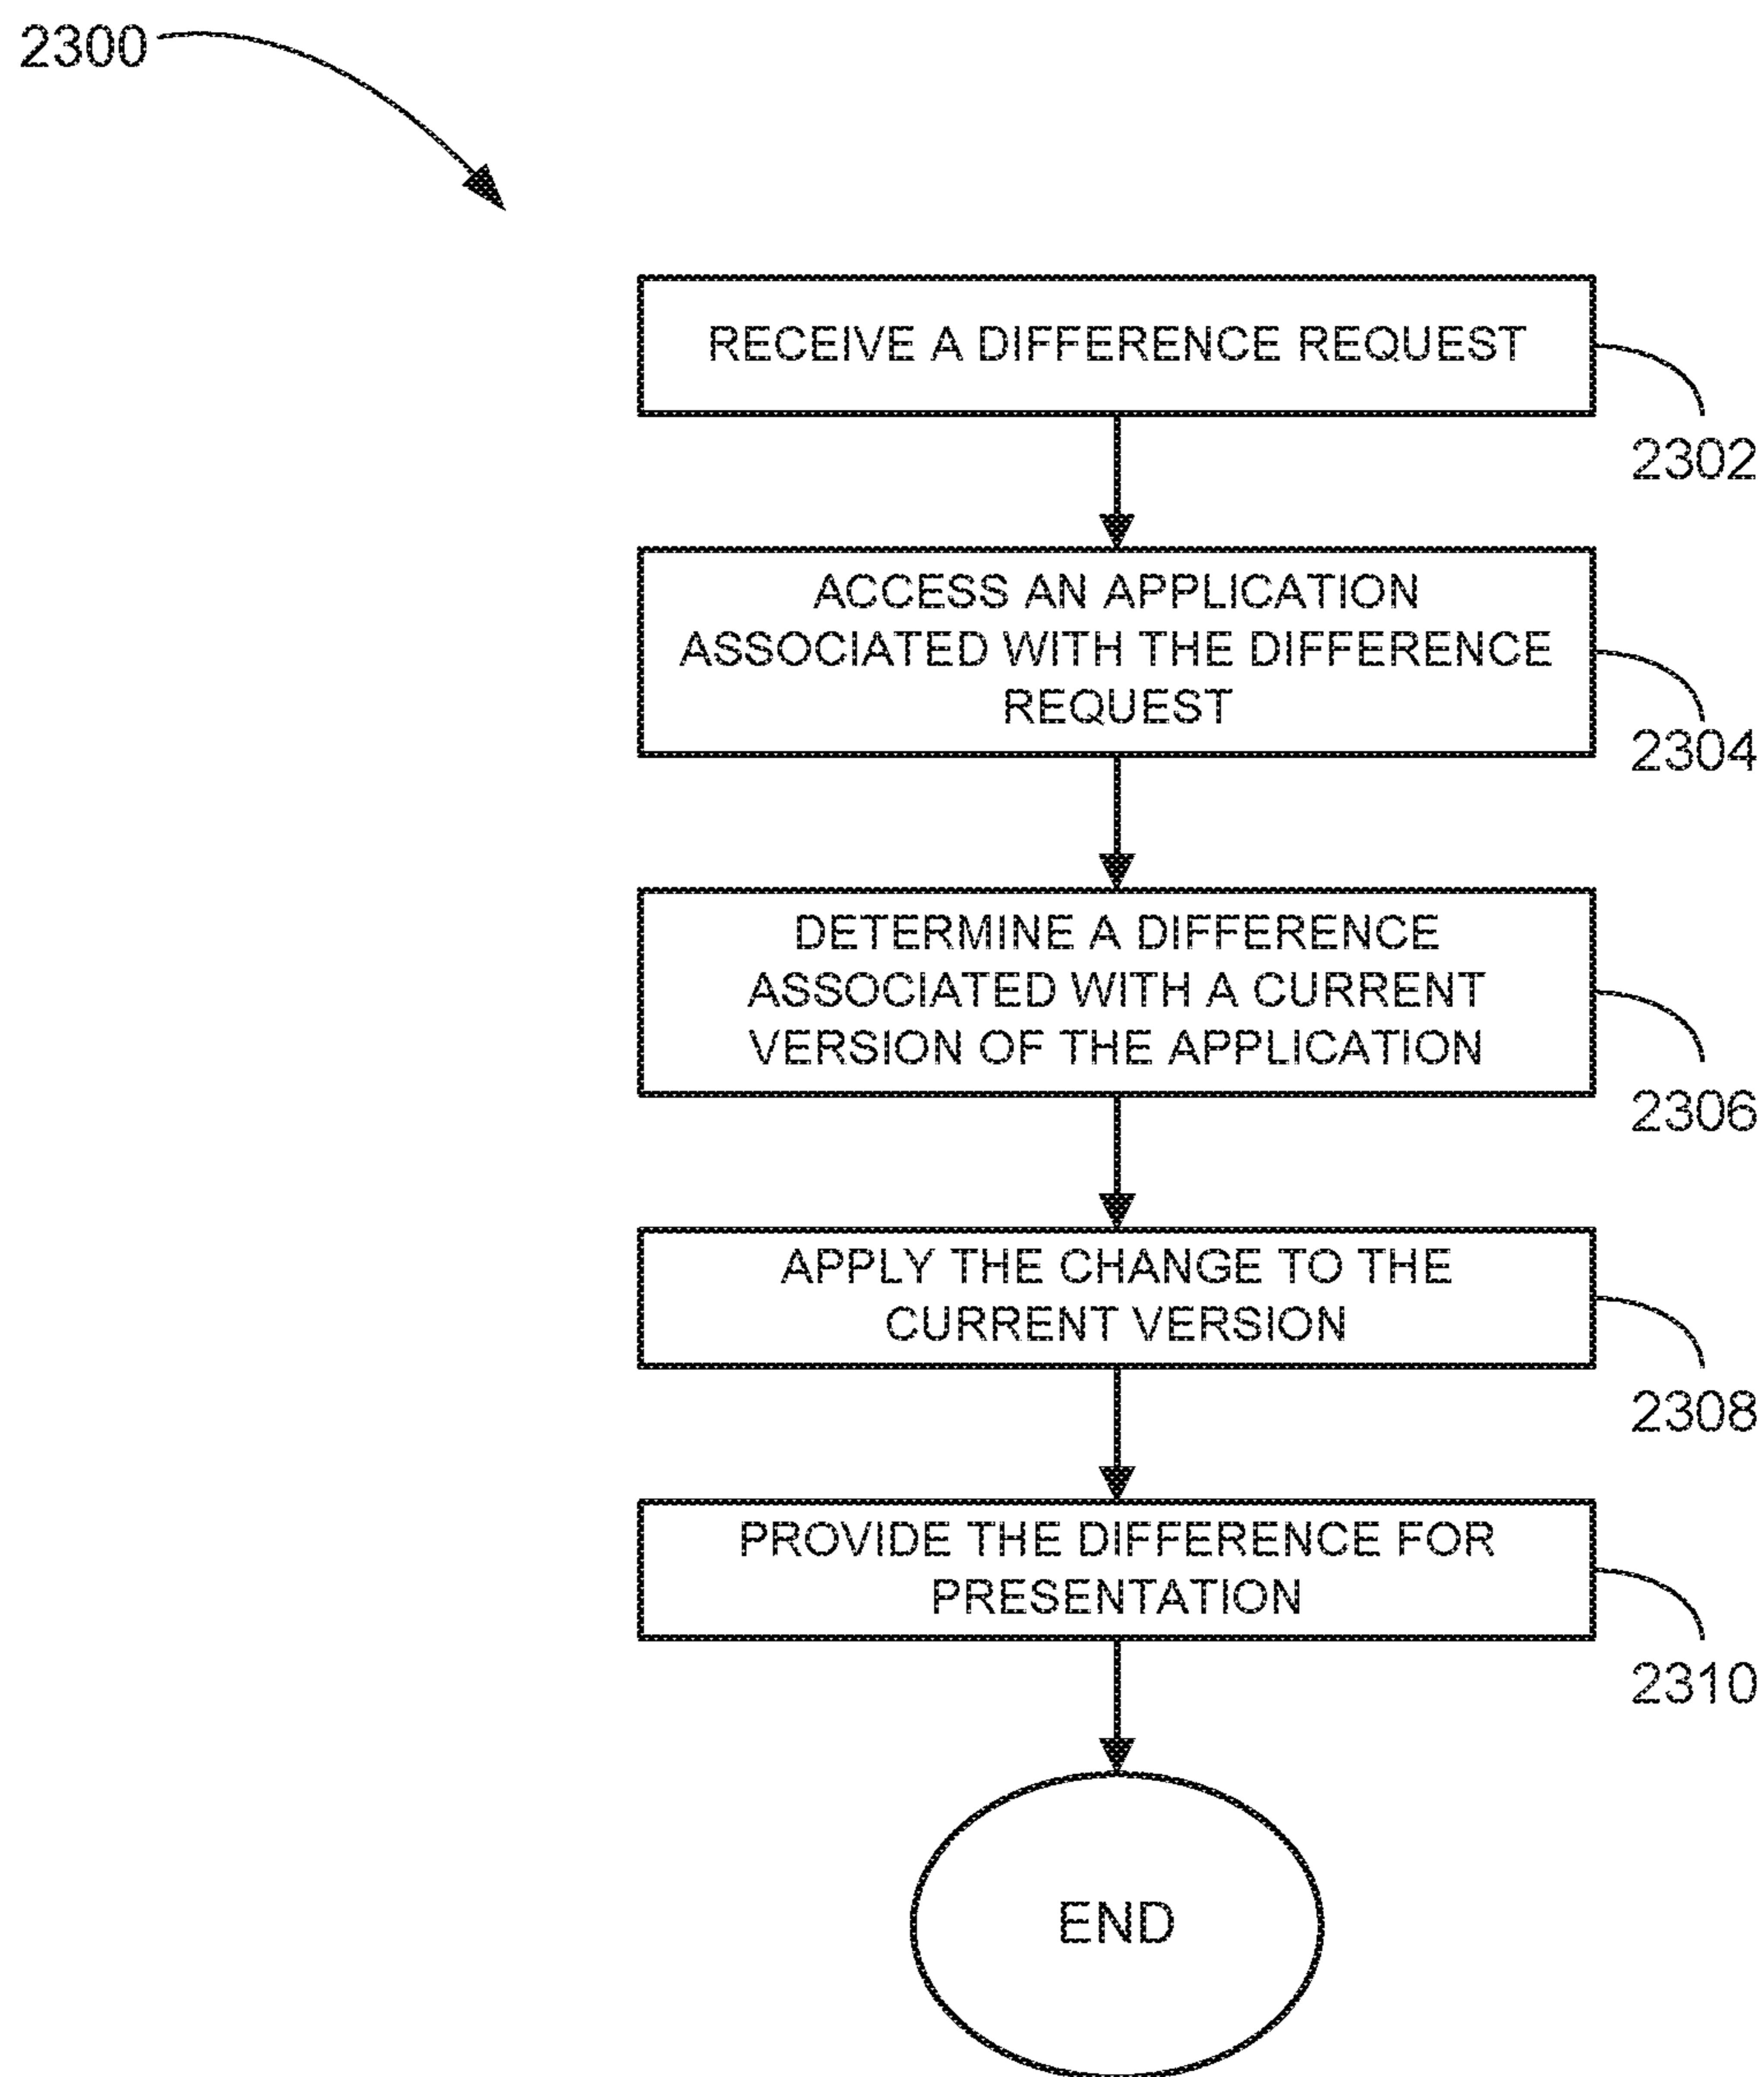 2300
RECEIVE A DIFFERENCE REQUEST
2302
ACCESS AN APPLICATION
ASSOCIATED WITH THE DIFFERENCE
REQUEST
2304
DETERMINE A DIFFERENCE
ASSOCIATED WITH A CURRENT
VERSION OF THE APPLICATION
2306
APPLY THE CHANGE TO THE
CURRENT VERSION
2308
PROVIDE THE DIFFERENCE FOR
PRESENTATION
2310
END